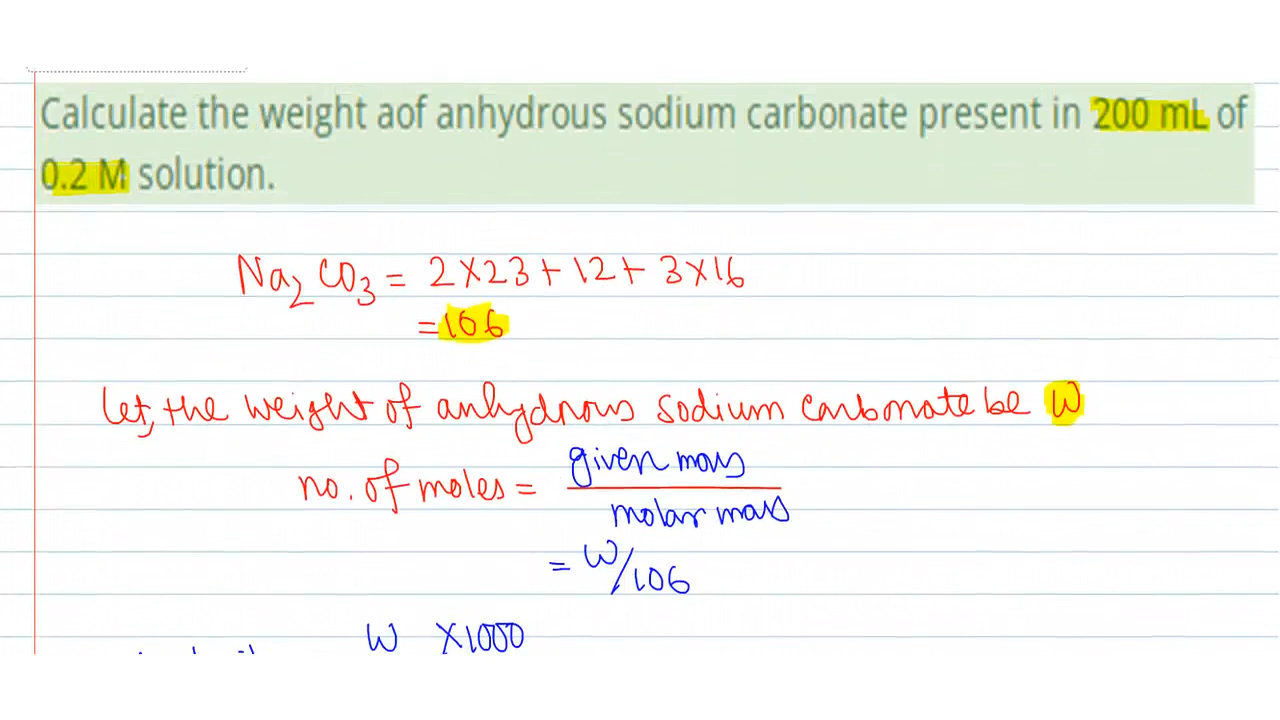 Calculate the weight aof anhydrous sodium carbonate present in 200 mL of
0.2 M solution.
Na₂CO₃ = 2×23 + 12 + 3×16
= 106
let, the weight of anhydrous sodium carbonate be W
no. of moles = given mass
molar mass
= W/106
W ×1000